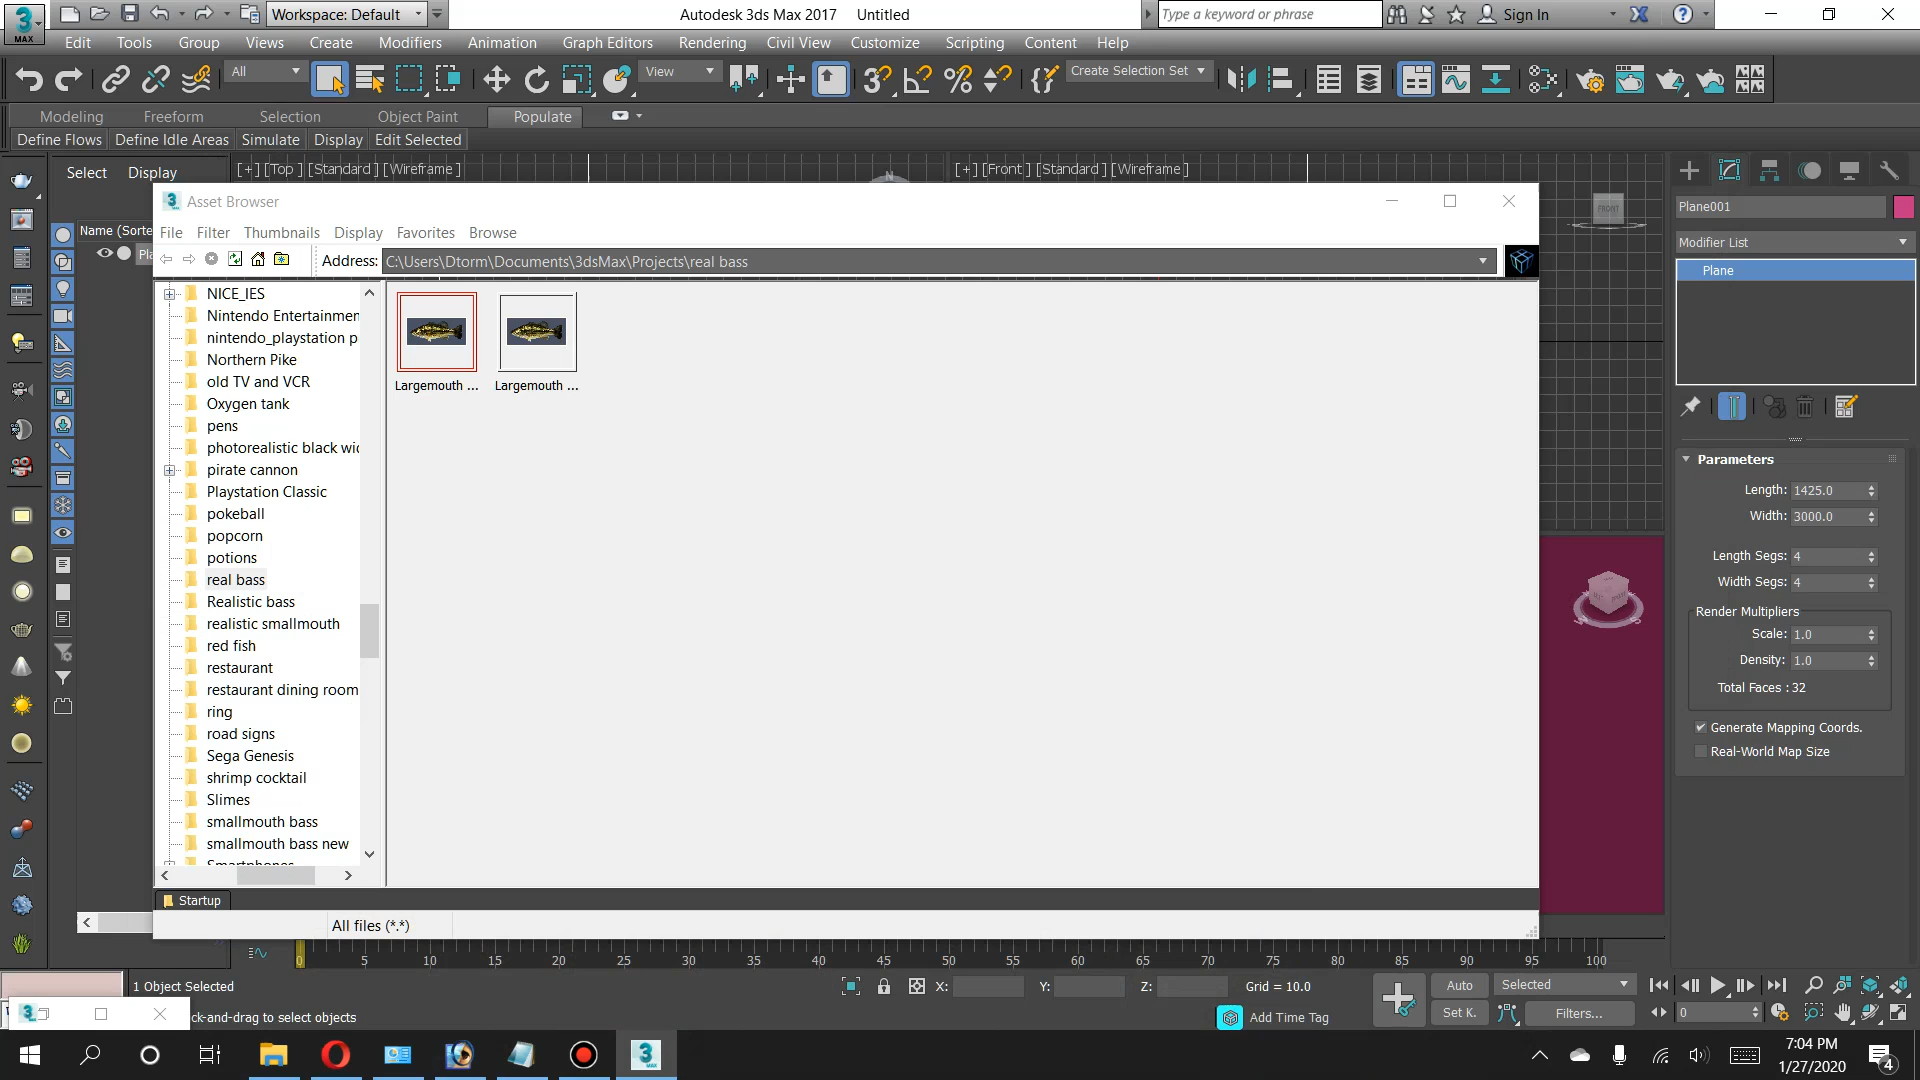 3
MAX
Workspace: Default
Autodesk 3ds Max 2017 Untitled
Type a keyword or phrase
Sign In
Edit Tools Group Views Create Modifiers Animation Graph Editors Rendering Civil View Customize Scripting Content Help
All
View
Create Selection Set
Modeling Freeform Selection Object Paint Populate
Define Flows Define Idle Areas Simulate Display Edit Selected
Select Display
[+] [Top ] [Standard ] [Wireframe ]
[+] [Front ] [Standard ] [Wireframe ]
N
FRONT
Name (Sorte
Asset Browser
File Filter Thumbnails Display Favorites Browse
Address: C:\Users\Dtorm\Documents\3dsMax\Projects\real bass
NICE_IES
Nintendo Entertainmen
nintendo_playstation p
Northern Pike
old TV and VCR
Oxygen tank
pens
photorealistic black wi
pirate cannon
Playstation Classic
pokeball
popcorn
potions
real bass
Realistic bass
realistic smallmouth
red fish
restaurant
restaurant dining room
ring
road signs
Sega Genesis
shrimp cocktail
Slimes
smallmouth bass
smallmouth bass new
Smartphones
Largemouth ...
Largemouth ...
Startup
All files (*.*)
Plane001
Modifier List
Plane
Parameters
Length: 1425.0
Width: 3000.0
Length Segs: 4
Width Segs: 4
Render Multipliers
Scale: 1.0
Density: 1.0
Total Faces : 32
Generate Mapping Coords.
Real-World Map Size
0 5 10 15 20 25 30 35 40 45 50 55 60 65 70 75 80 85 90 95 100
1 Object Selected
X: Y: Z: Grid = 10.0
Auto Selected
ck-and-drag to select objects
Add Time Tag
Set K. Filters...
0
7:04 PM
1/27/2020
4